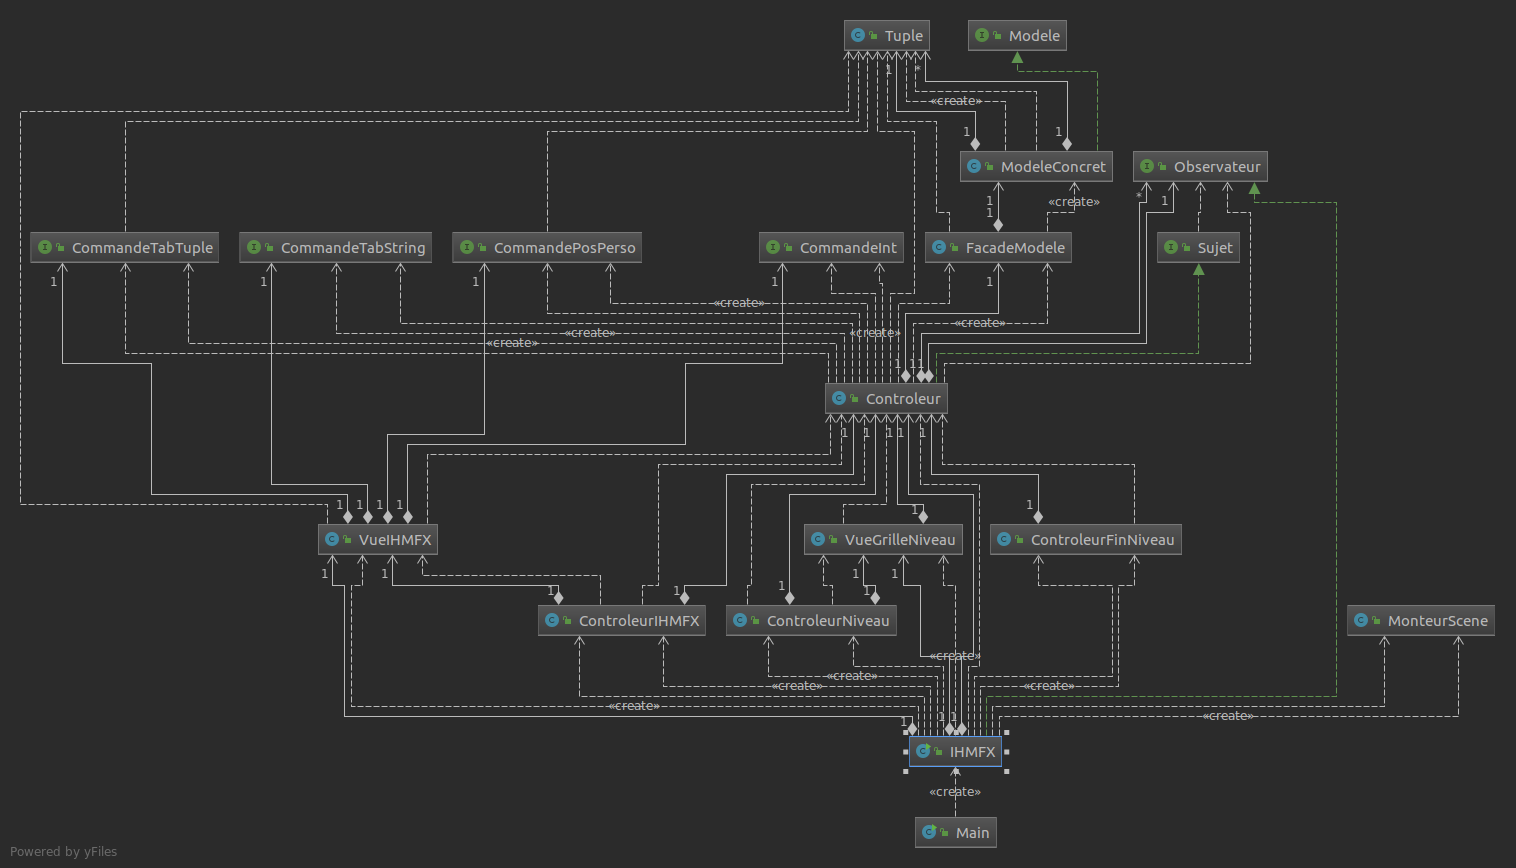 Tuple
Modele
1
*
«create»
1
1
ModeleConcret
Observateur
1
«create»
*
1
1
CommandeTabTuple
CommandeTabString
CommandePosPerso
CommandeInt
FacadeModele
Sujet
1
1
1
1
1
«create»
«create»
«create»
«create»
«create»
1
1
1
Controleur
1
1
1
1
1
1
1
1
1
1
1
VueIHMFX
VueGrilleNiveau
ControleurFinNiveau
1
1
1
1
1
1
1
1
1
ControleurIHMFX
ControleurNiveau
MonteurScene
«create»
«create»
«create»
«create»
«create»
«create»
1
1
1
IHMFX
«create»
Main
Powered by yFiles